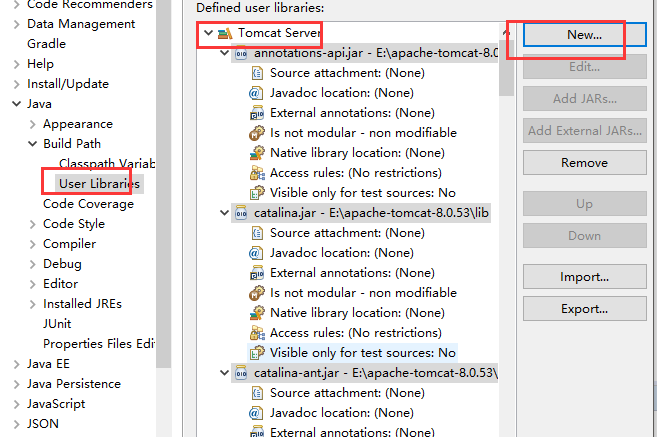 Code Recommenders
Data Management
Gradle
Help
Install/Update
Java
Appearance
Build Path
Classpath Variab
User Libraries
Code Coverage
Code Style
Compiler
Debug
Editor
Installed JREs
JUnit
Properties Files Edit
Java EE
Java Persistence
JavaScript
JSON
Defined user libraries:
Tomcat Server
annotations-api.jar - E:\apache-tomcat-8.0
Source attachment: (None)
Javadoc location: (None)
External annotations: (None)
Is not modular - non modifiable
Native library location: (None)
Access rules: (No restrictions)
Visible only for test sources: No
catalina.jar - E:\apache-tomcat-8.0.53\lib
Source attachment: (None)
Javadoc location: (None)
External annotations: (None)
Is not modular - non modifiable
Native library location: (None)
Access rules: (No restrictions)
Visible only for test sources: No
catalina-ant.jar - E:\apache-tomcat-8.0.53\
Source attachment: (None)
Javadoc location: (None)
External annotations: (None)
New...
Edit...
Add JARs...
Add External JARs...
Remove
Up
Down
Import...
Export...